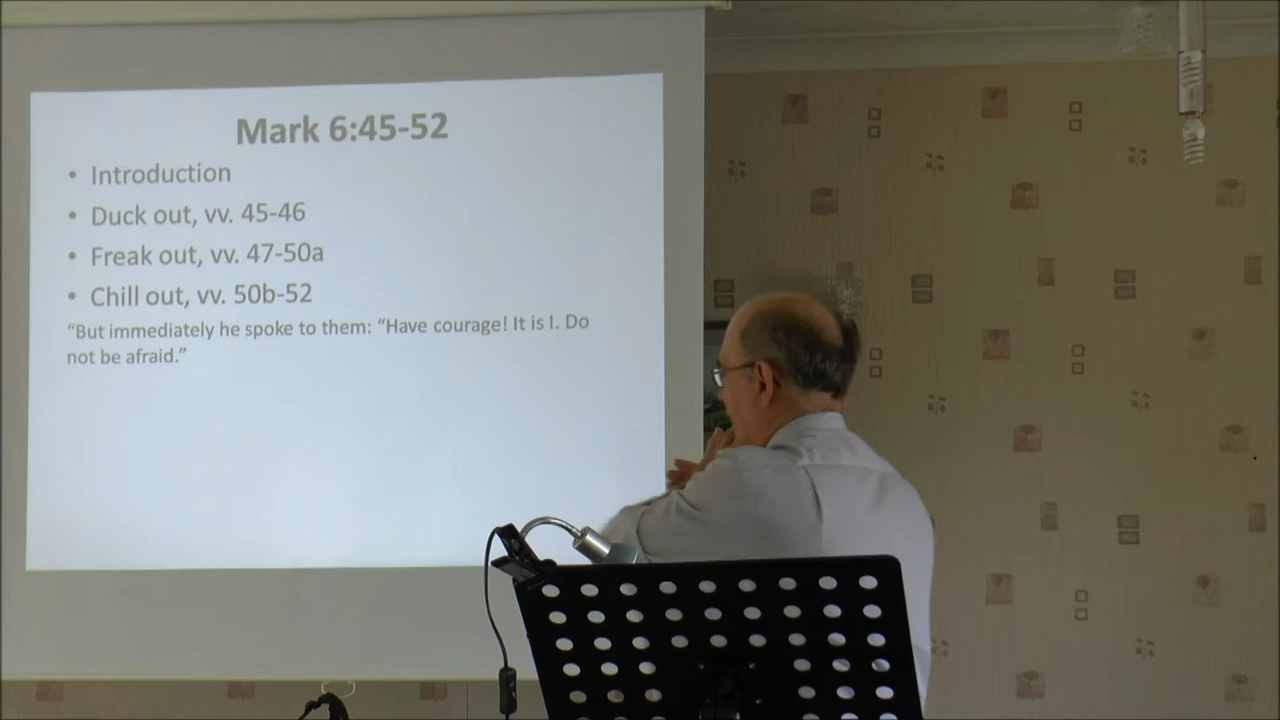 Mark 6:45-52
• Introduction
• Duck out, vv. 45-46
• Freak out, vv. 47-50a
• Chill out, vv. 50b-52
“But immediately he spoke to them: “Have courage! It is I. Do
not be afraid.”